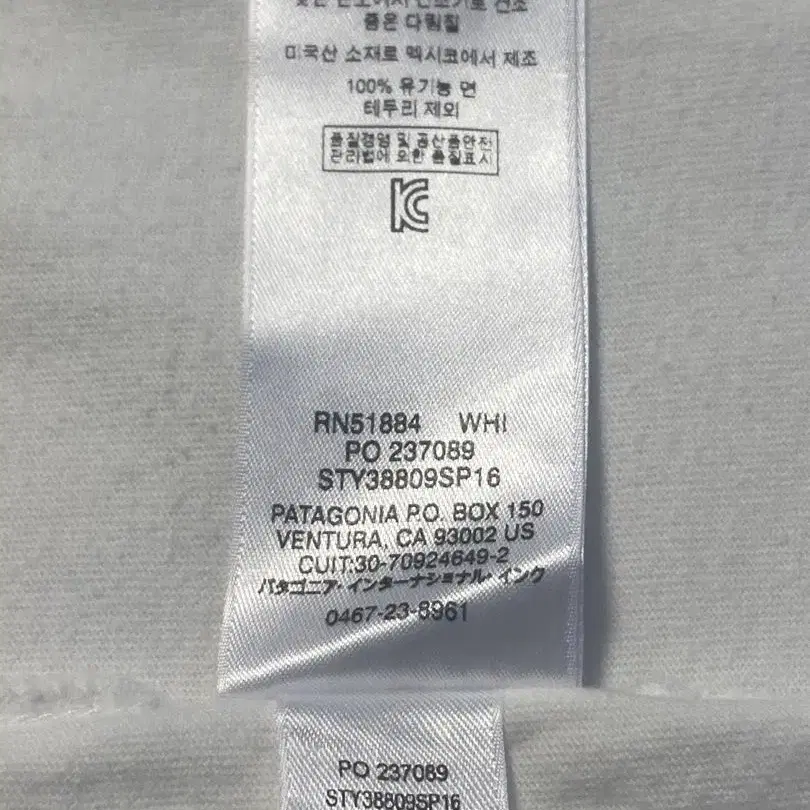 좋은 다림질
미국산 소재로 멕시코에서 제조
100% 유기능 면
테두리 제외
품질경영 및 공산품안전
관리법에 의한 품질표시
RN51884 WHI
PO 237089
STY38809SP16
PATAGONIA P.O. BOX 150
VENTURA, CA 93002 US
CUIT:30-70924649-2
パタゴニア・インターナショナル・インク
0467-23-8961
PO 237089
STY38809SP16